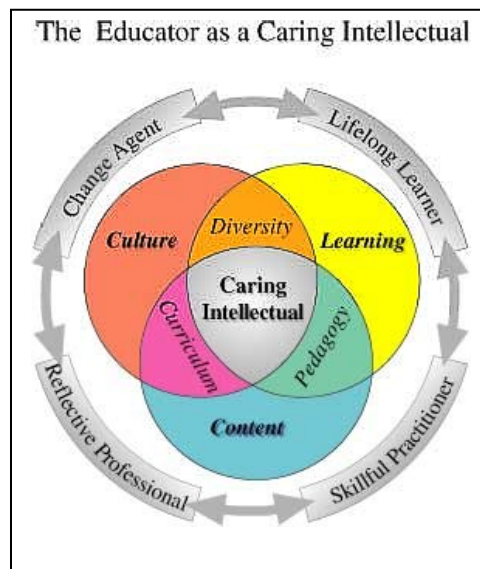 The Educator as a Caring Intellectual
Change Agent
Lifelong Learner
Culture
Diversity
Learning
Caring
Intellectual
Curriculum
Pedagogy
Content
Reflective Professional
Skillful Practitioner